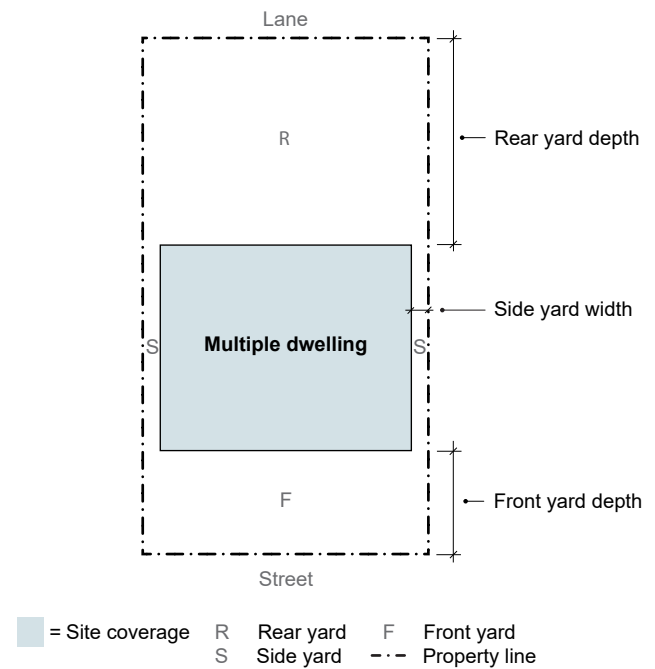 Lane
R
Rear yard depth
Side yard width
S
Multiple dwelling
S
F
Front yard depth
Street
= Site coverage R Rear yard F Front yard
S Side yard Property line